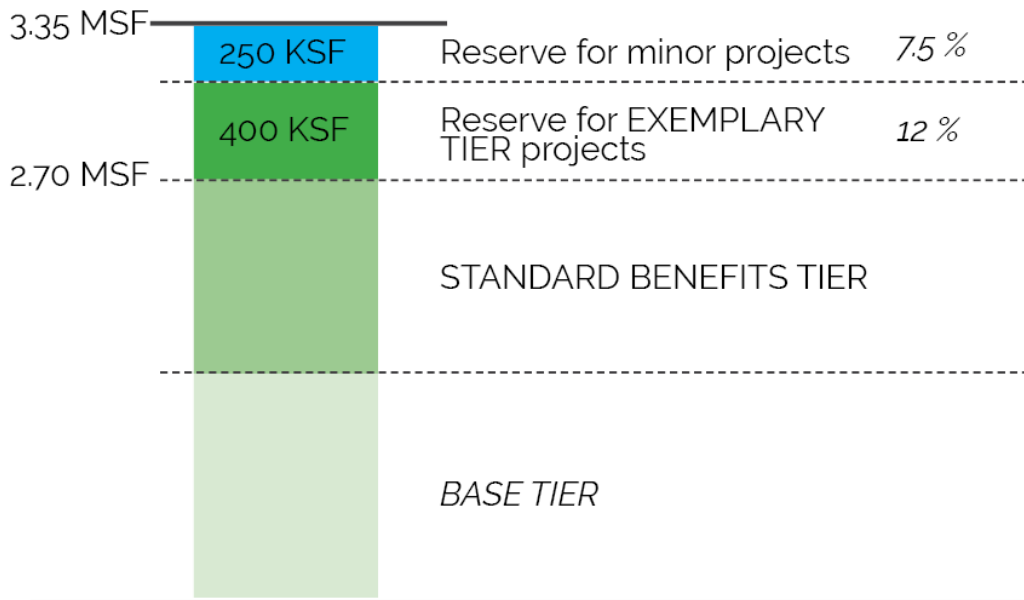 3.35 MSF
250 KSF
Reserve for minor projects
7.5 %
400 KSF
Reserve for EXEMPLARY
TIER projects
12 %
2.70 MSF
STANDARD BENEFITS TIER
BASE TIER